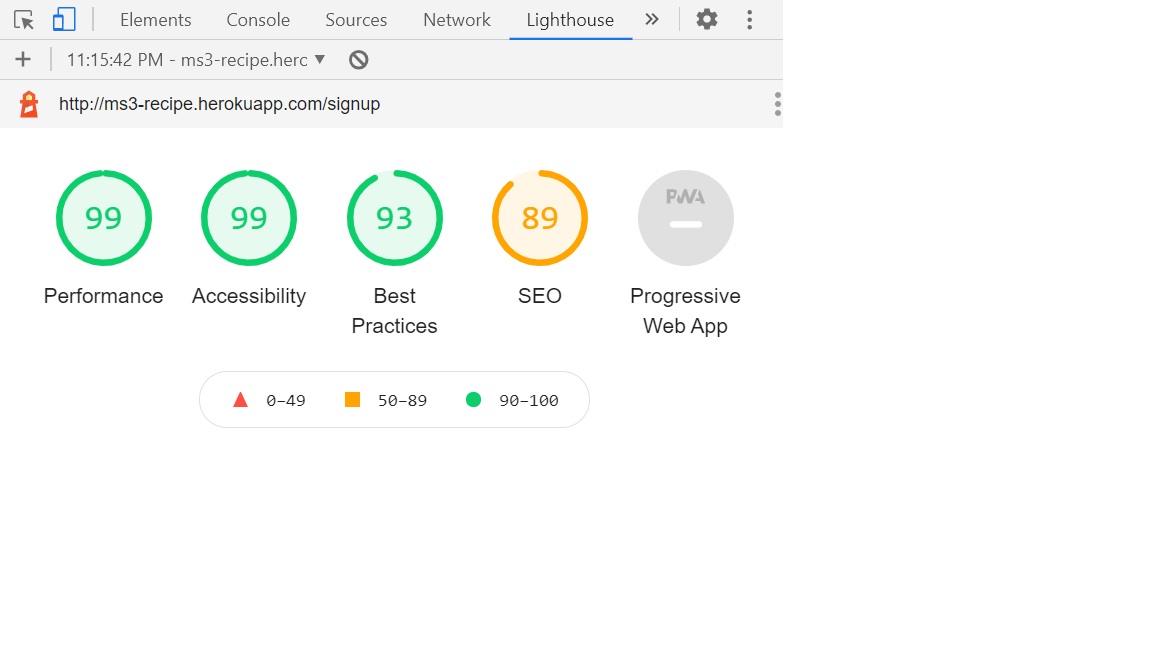 Elements Console Sources Network Lighthouse
11:15:42 PM - ms3-recipe.herc
http://ms3-recipe.herokuapp.com/signup
99 99 93 89 PWA
Performance Accessibility Best Practices SEO Progressive Web App
0–49 50–89 90–100